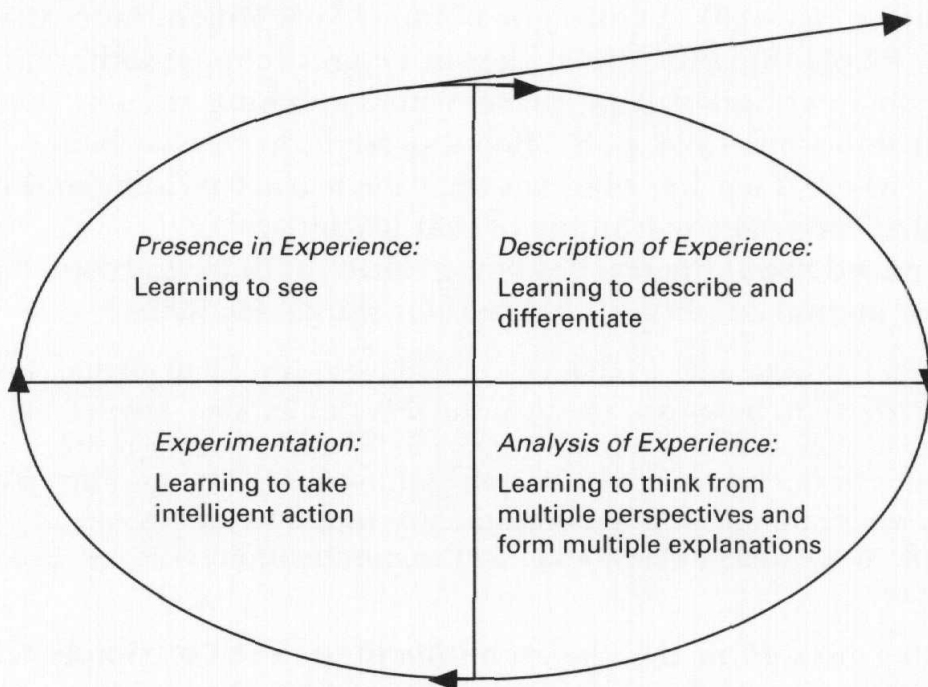 Presence in Experience:
Learning to see
Description of Experience:
Learning to describe and
differentiate
Experimentation:
Learning to take
intelligent action
Analysis of Experience:
Learning to think from
multiple perspectives and
form multiple explanations